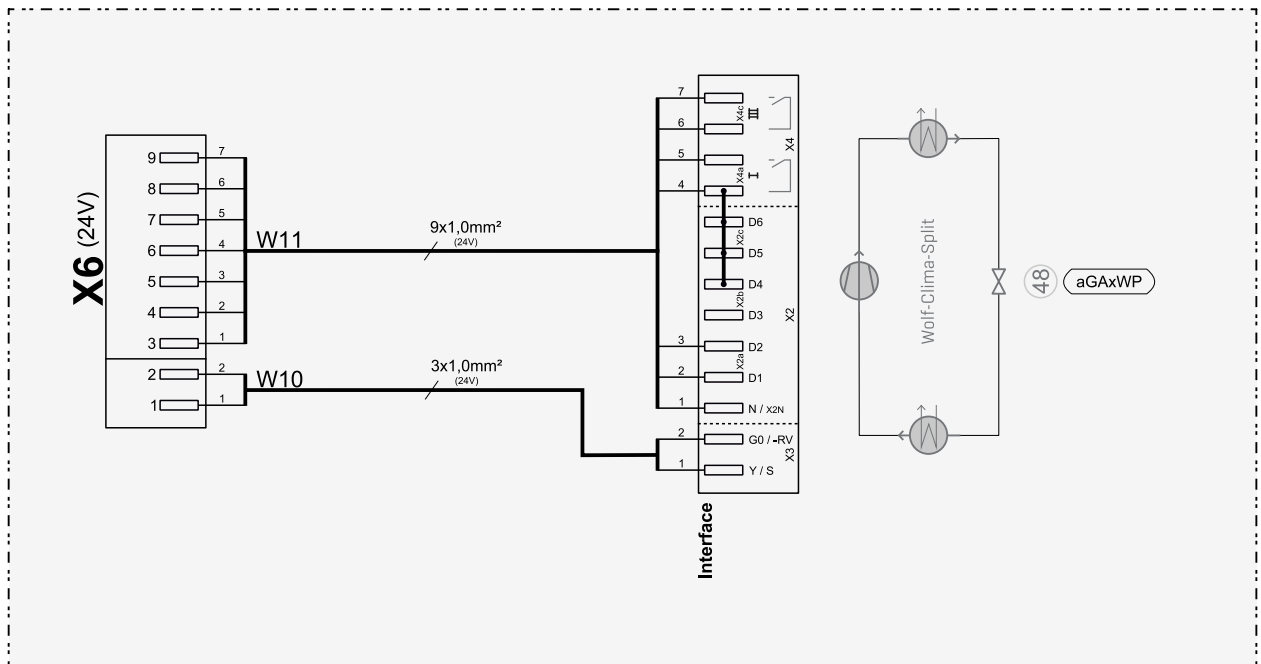 X6 (24V)
9 7
8 6
7 5
6 4
5 3
4 2
3 1
2 2
1 1
W11
9x1,0mm²
(24V)
W10
3x1,0mm²
(24V)
7
6
X4c III
5
4
X4a I
X4
D6
X2c
D5
D4
X2b
D3
X2
3 D2
X2a
2 D1
1 N / X2N
2 G0 / -RV
X3
1 Y / S
Interface
Wolf-Clima-Split
48
aGAxWP